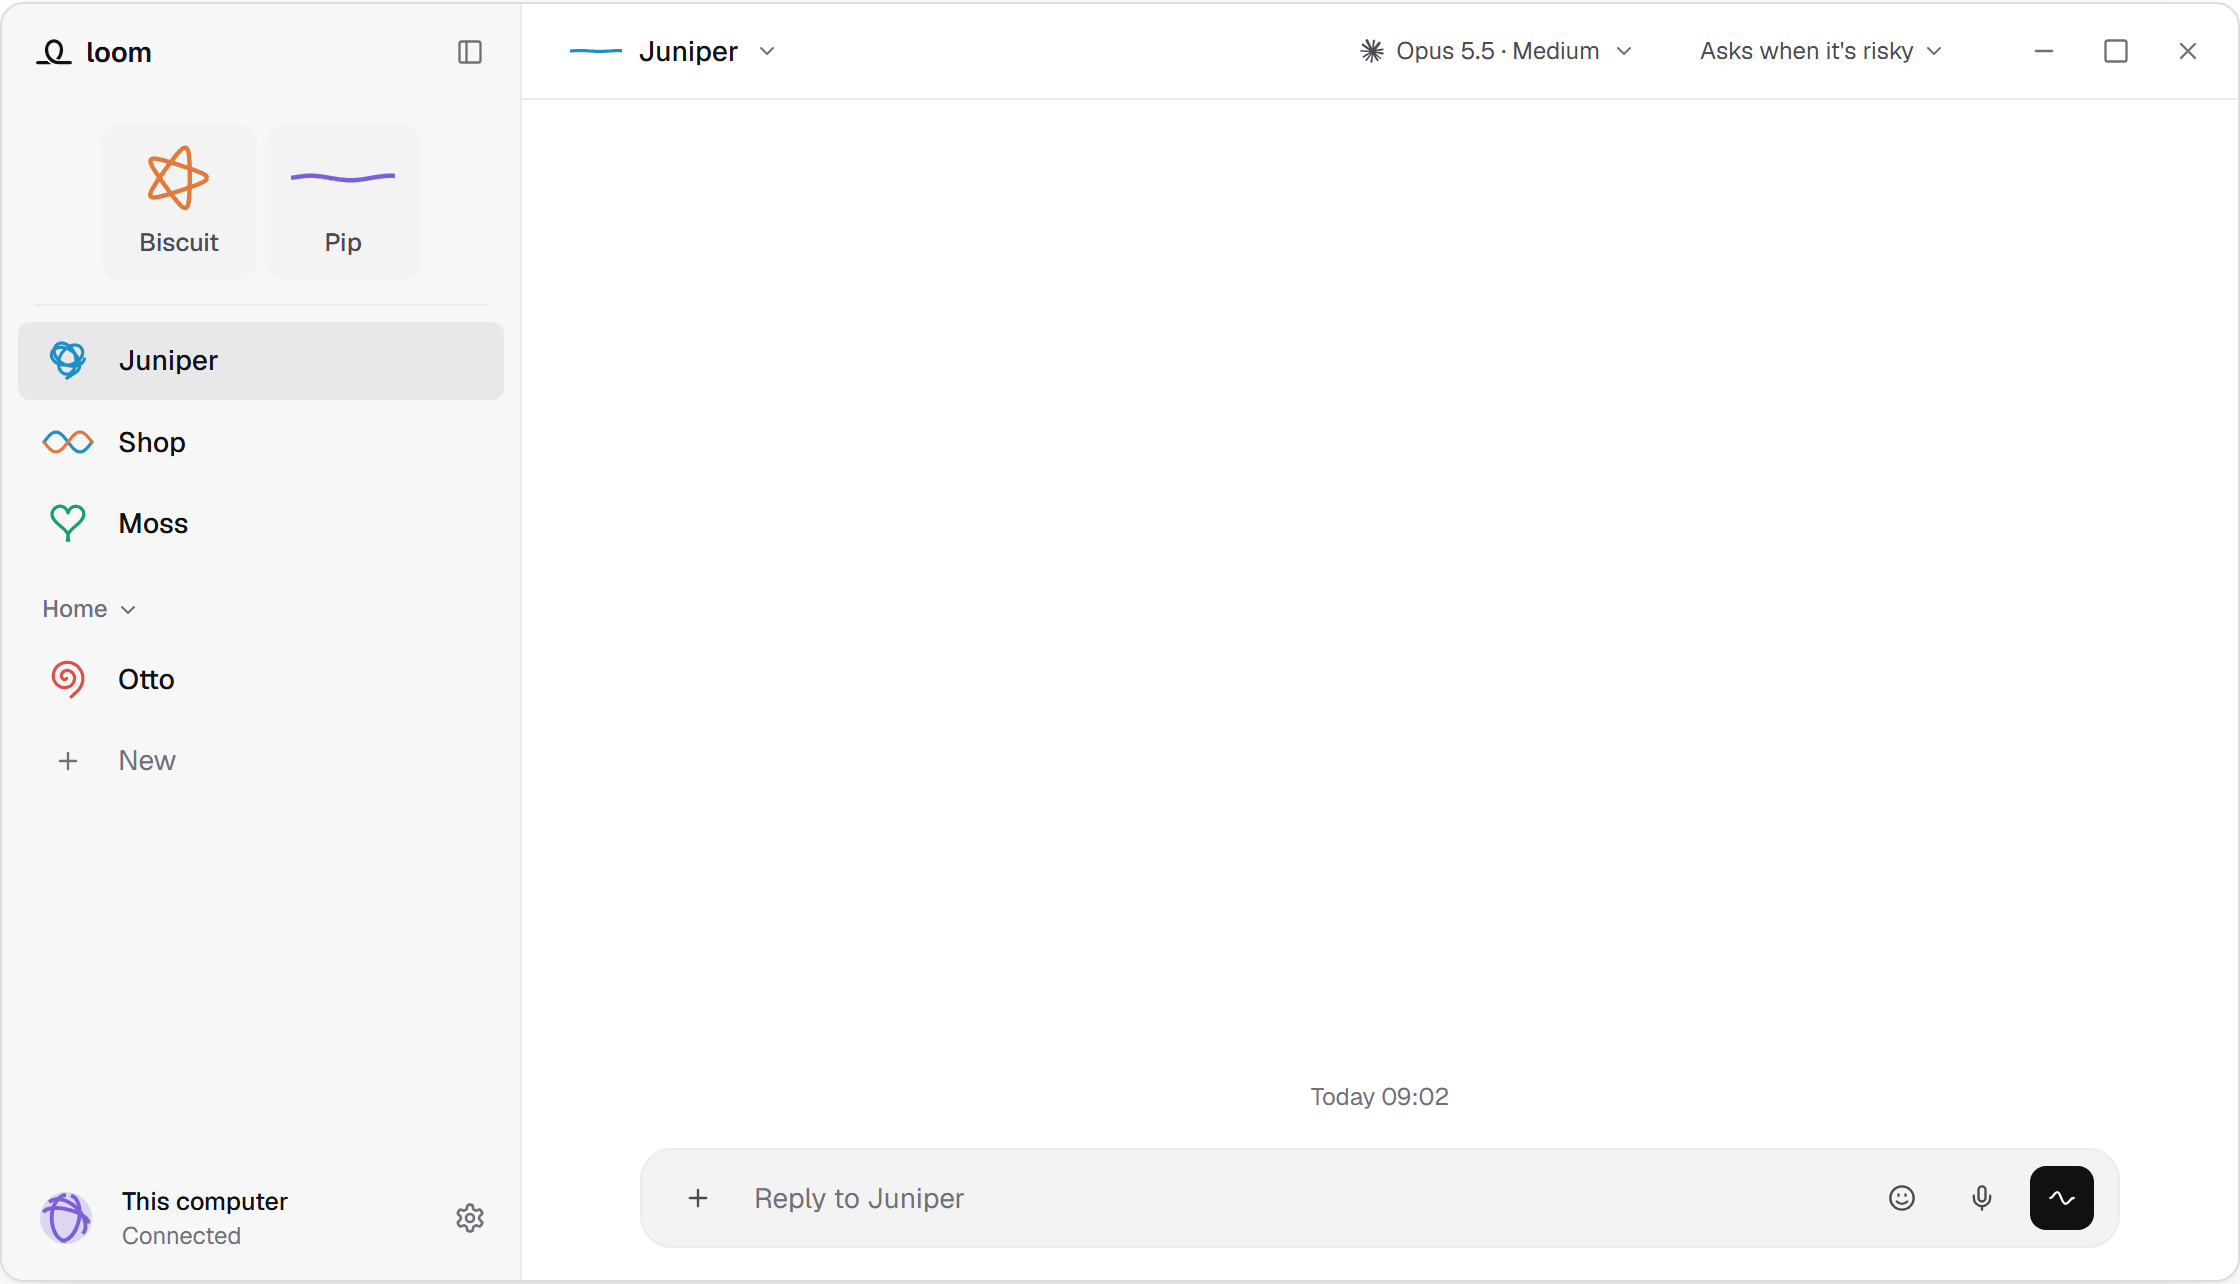 loom
Juniper
Opus 5.5 · Medium
Asks when it's risky
Biscuit
Pip
Juniper
Shop
Moss
Home
Otto
New
Today 09:02
Reply to Juniper
This computer
Connected